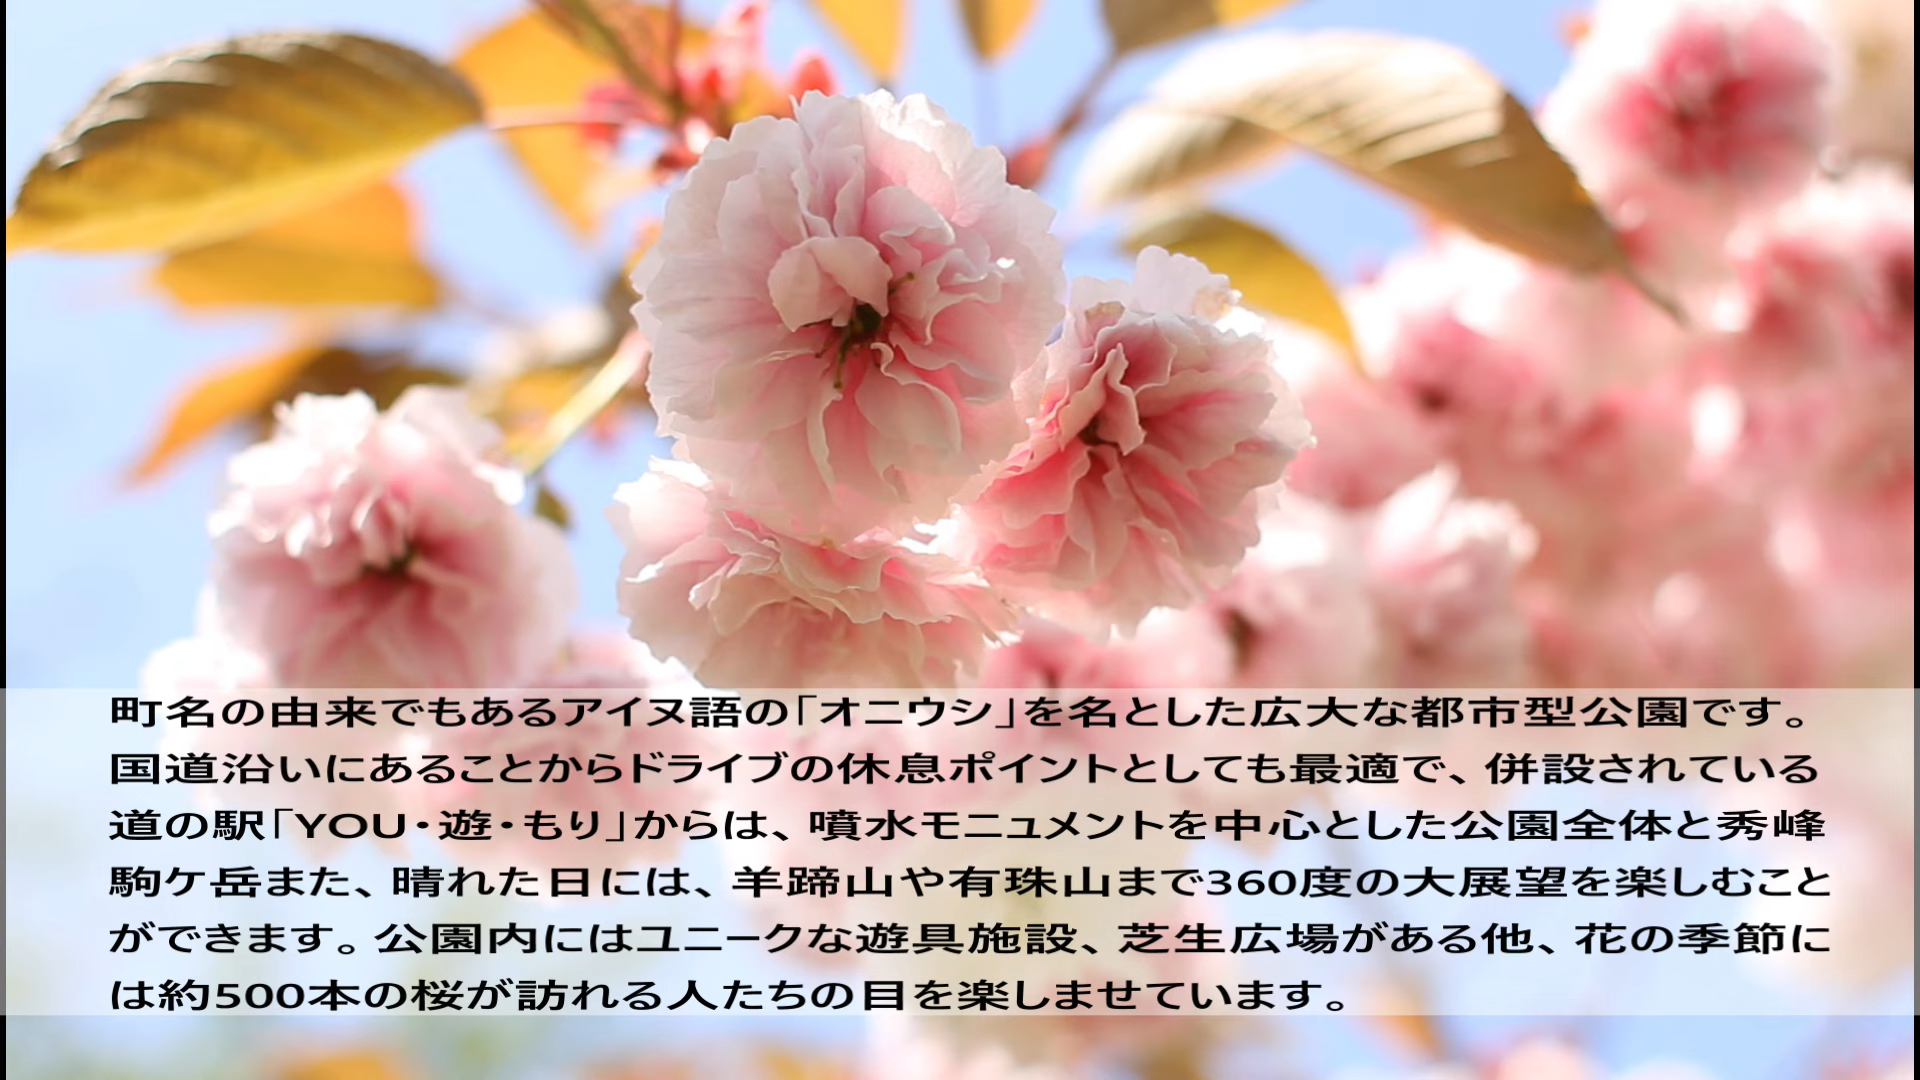 町名の由来でもあるアイヌ語の「オニウシ」を名とした広大な都市型公園です。
国道沿いにあることからドライブの休息ポイントとしても最適で、併設されている
道の駅「YOU・遊・もり」からは、噴水モニュメントを中心とした公園全体と秀峰
駒ケ岳また、晴れた日には、羊蹄山や有珠山まで360度の大展望を楽しむこと
ができます。公園内にはユニークな遊具施設、芝生広場がある他、花の季節に
は約500本の桜が訪れる人たちの目を楽しませています。